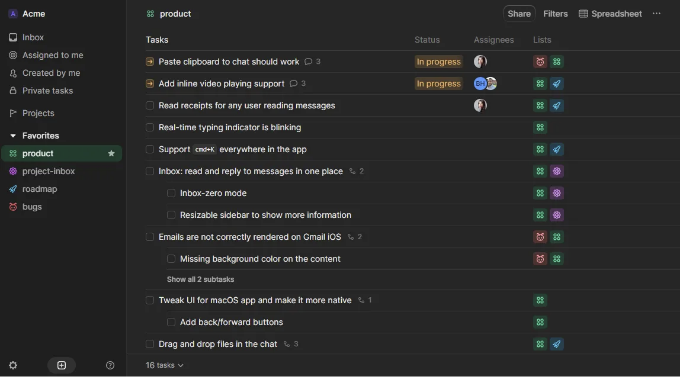 Acme
Inbox
Assigned to me
Created by me
Private tasks
Projects
Favorites
product
project-inbox
roadmap
bugs
product
Share Filters Spreadsheet
Tasks Status Assignees Lists
Paste clipboard to chat should work 3 In progress
Add inline video playing support 3 In progress BH
Read receipts for any user reading messages
Real-time typing indicator is blinking
Support cmd+K everywhere in the app
Inbox: read and reply to messages in one place 2
Inbox-zero mode
Resizable sidebar to show more information
Emails are not correctly rendered on Gmail iOS 2
Missing background color on the content
Show all 2 subtasks
Tweak UI for macOS app and make it more native 1
Add back/forward buttons
Drag and drop files in the chat 3
16 tasks